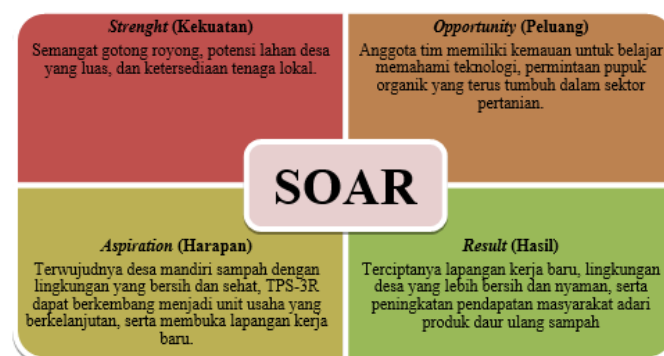 Strenght (Kekuatan)
Semangat gotong royong, potensi lahan desa
yang luas, dan ketersediaan tenaga lokal.
Opportunity (Peluang)
Anggota tim memiliki kemauan untuk belajar
memahami teknologi, permintaan pupuk
organik yang terus tumbuh dalam sektor
pertanian.
SOAR
Aspiration (Harapan)
Terwujudnya desa mandiri sampah dengan
lingkungan yang bersih dan sehat, TPS-3R
dapat berkembang menjadi unit usaha yang
berkelanjutan, serta membuka lapangan kerja
baru.
Result (Hasil)
Terciptanya lapangan kerja baru, lingkungan
desa yang lebih bersih dan nyaman, serta
peningkatan pendapatan masyarakat adari
produk daur ulang sampah